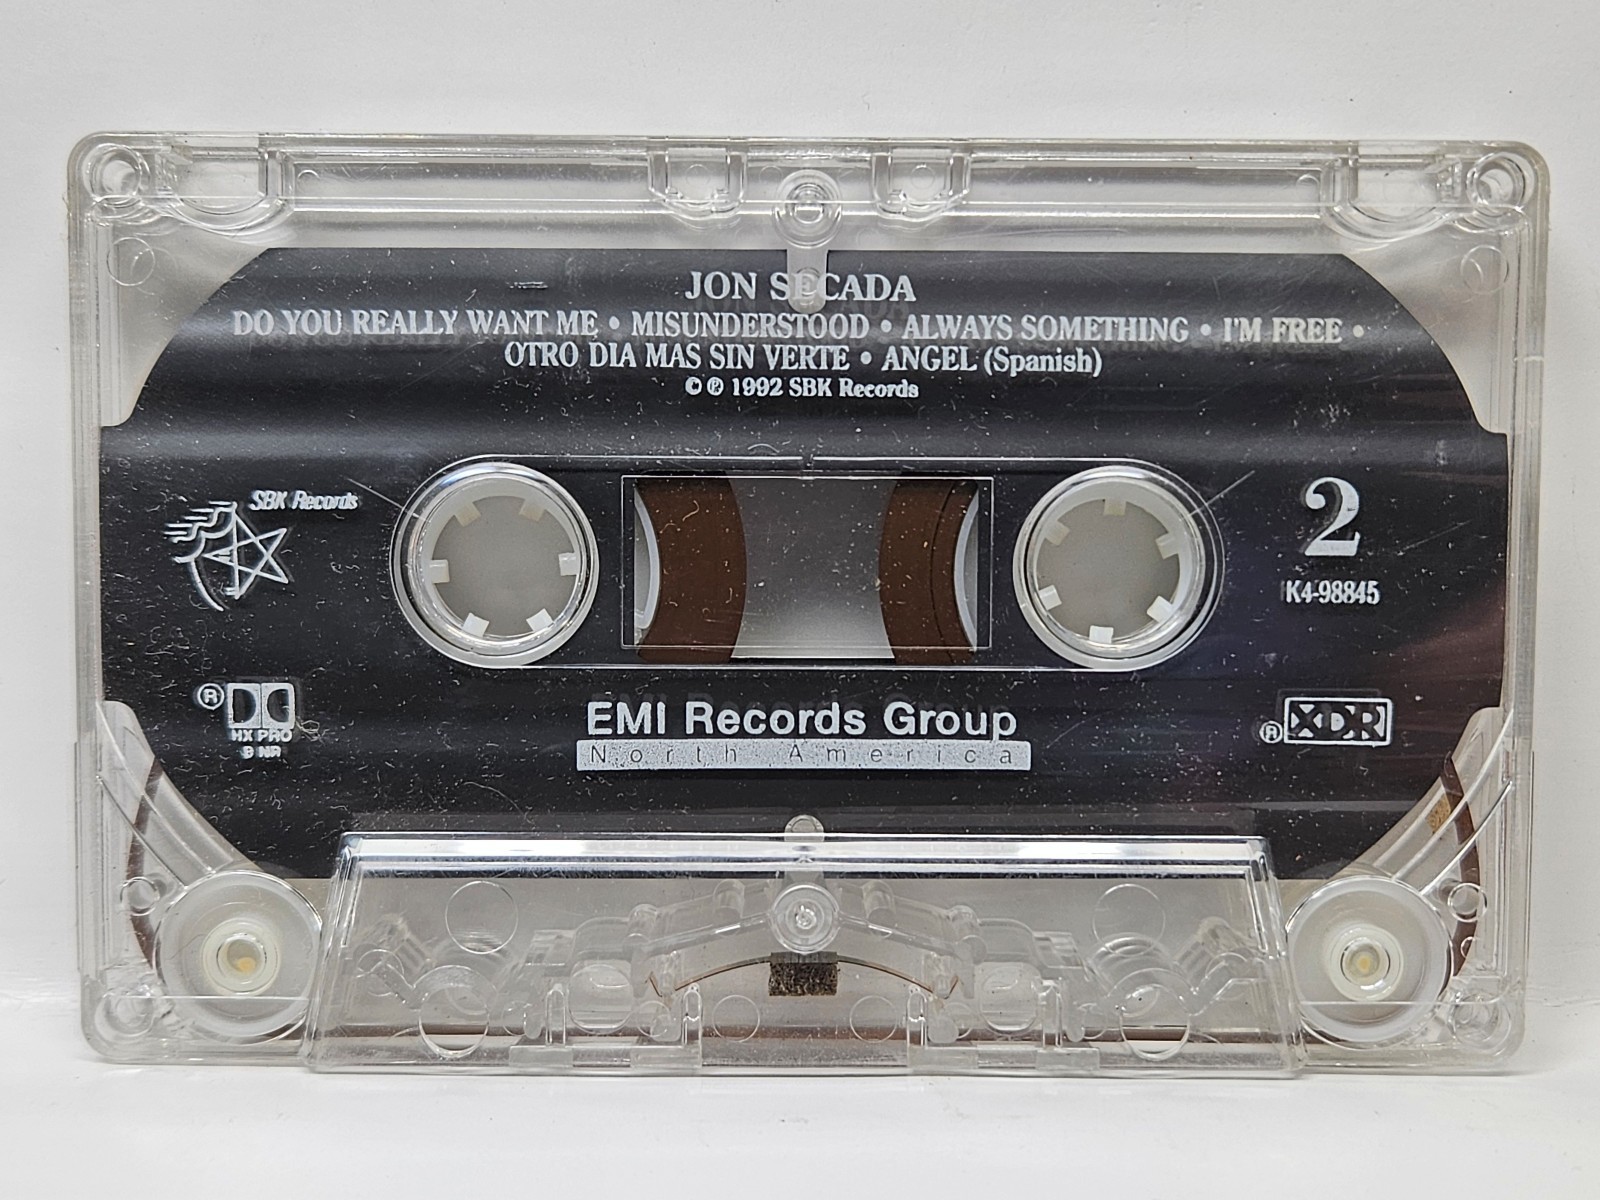 JON SECADA
DO YOU REALLY WANT ME • MISUNDERSTOOD • ALWAYS SOMETHING • I'M FREE •
OTRO DIA MAS SIN VERTE • ANGEL (Spanish)
© ℗ 1992 SBK Records
SBK Records
2
K4-98845
® 
HX PRO
B NR
EMI Records Group
North America
® XDR